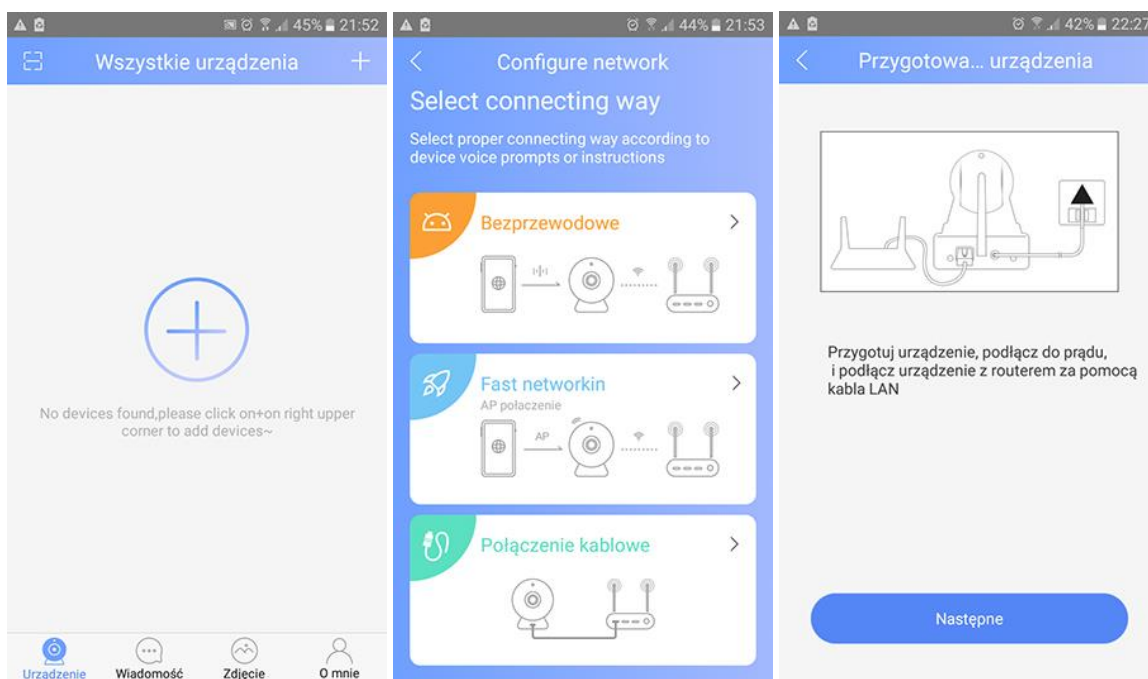 45% 21:52
Wszystkie urządzenia
No devices found,please click on+on right upper
corner to add devices~
Urzadzenie Wiadomość Zdjęcie O mnie
44% 21:53
Configure network
Select connecting way
Select proper connecting way according to
device voice prompts or instructions
Bezprzewodowe
Fast networkin
AP połaczenie
AP
Połączenie kablowe
42% 22:27
Przygotowa... urządzenia
Przygotuj urządzenie, podłącz do prądu,
i podłącz urządzenie z routerem za pomocą
kabla LAN
Następne